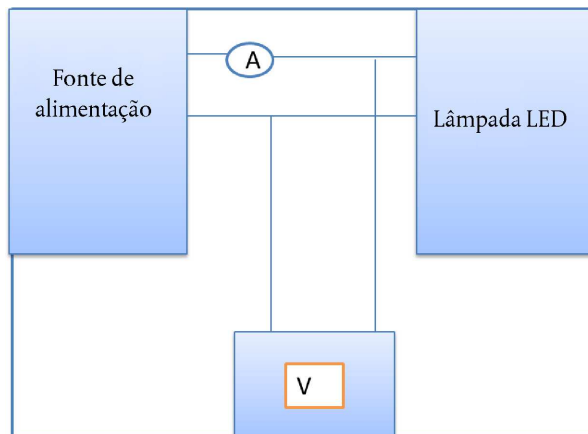 Fonte de
alimentação
A
Lâmpada LED
V